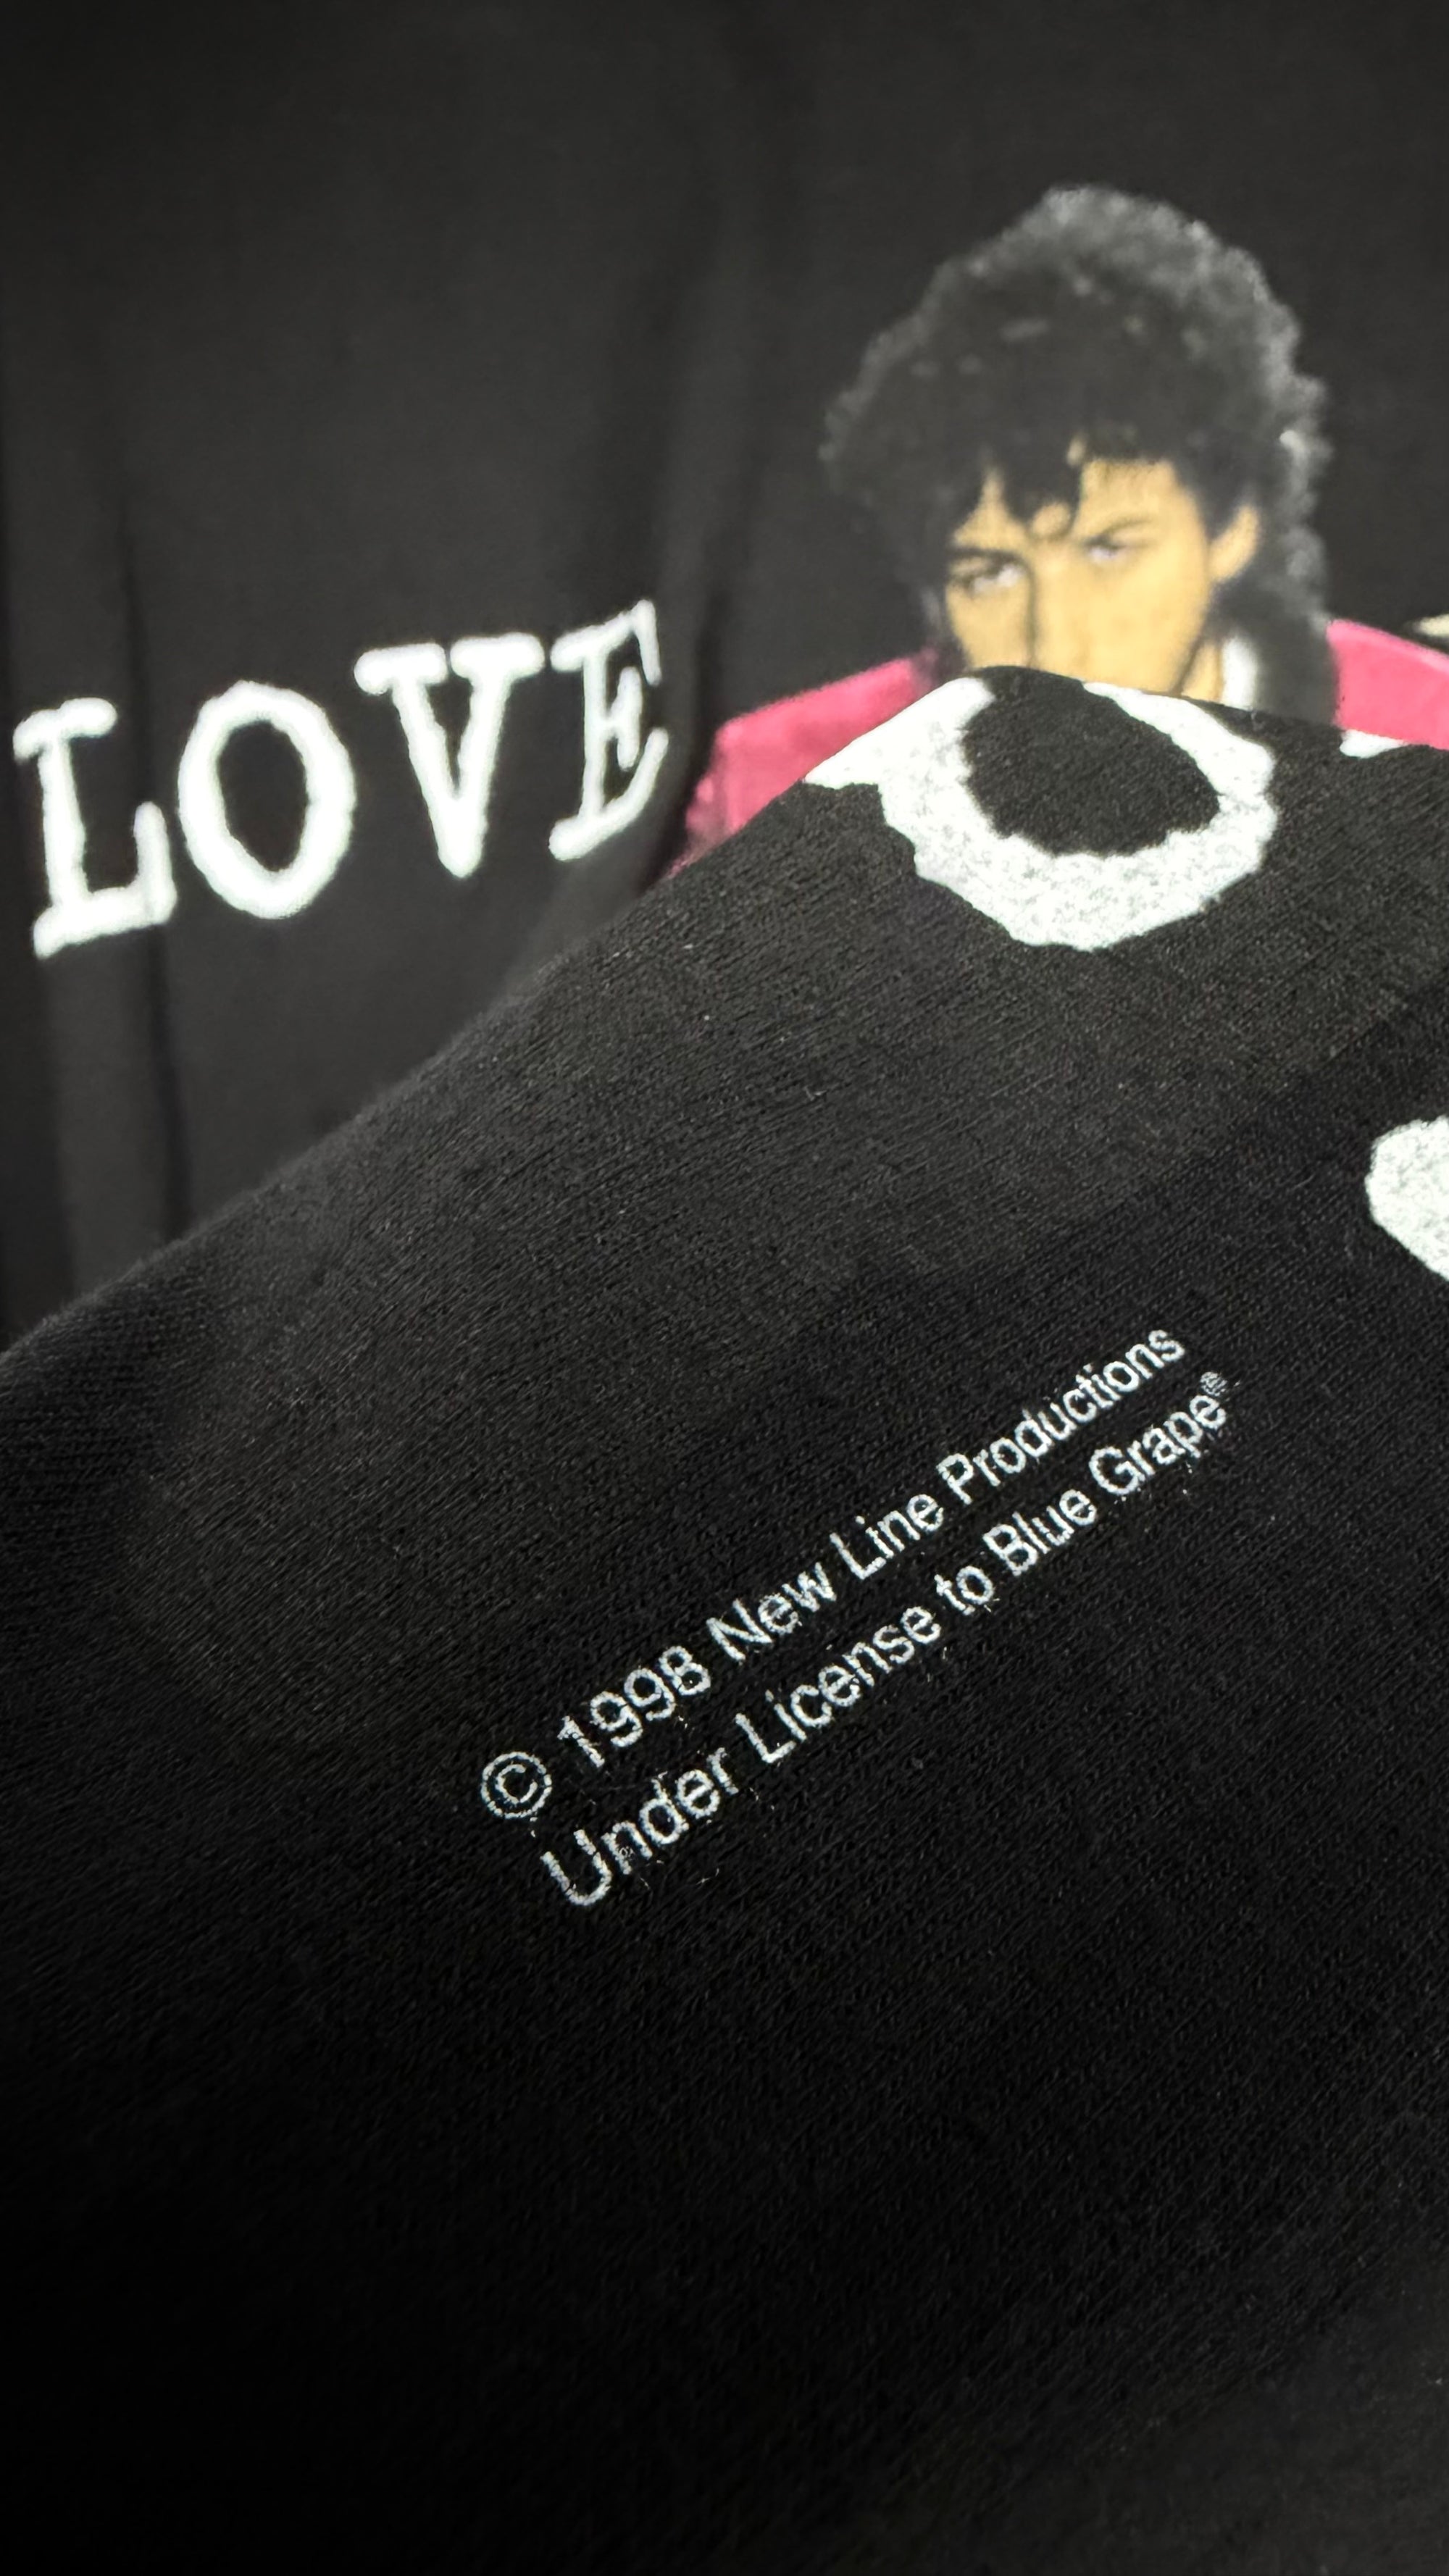 LOVE
© 1998 New Line Productions
Under License to Blue Grape®